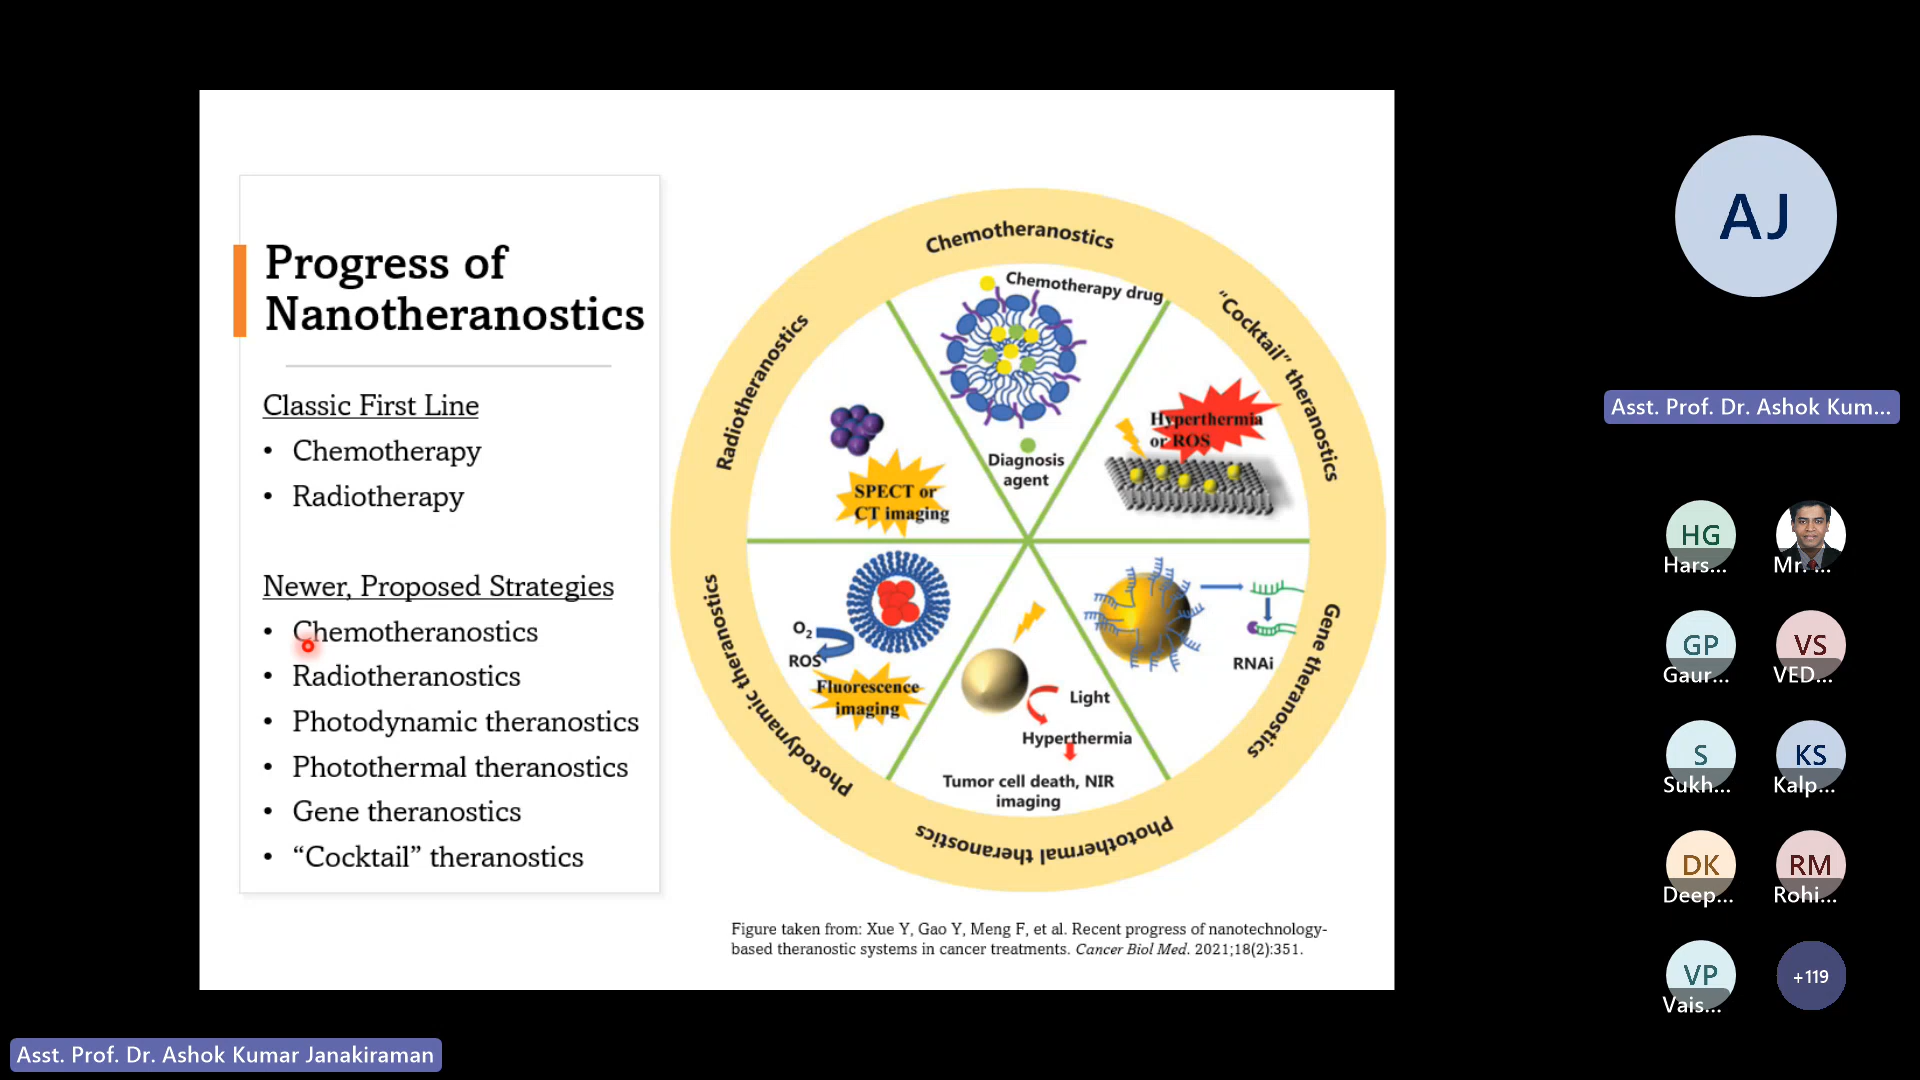 Progress of
Nanotheranostics
Classic First Line
• Chemotherapy
• Radiotherapy
Newer, Proposed Strategies
• Chemotheranostics
• Radiotheranostics
• Photodynamic theranostics
• Photothermal theranostics
• Gene theranostics
• “Cocktail” theranostics
Chemotheranostics
“Cocktail” theranostics
Gene theranostics
Photothermal theranostics
Photodynamic theranostics
Radiotheranostics
Chemotherapy drug
Diagnosis
agent
Hyperthermia
or ROS
RNAi
Light
Hyperthermia
Tumor cell death, NIR
imaging
O₂
ROS
Fluorescence
imaging
SPECT or
CT imaging
Figure taken from: Xue Y, Gao Y, Meng F, et al. Recent progress of nanotechnology-
based theranostic systems in cancer treatments. Cancer Biol Med. 2021;18(2):351.
AJ
Asst. Prof. Dr. Ashok Kum...
HG
Hars...
Mr. ...
GP
Gaur...
VS
VED...
S
Sukh...
KS
Kalp...
DK
Deep...
RM
Rohi...
VP
Vais...
+119
Asst. Prof. Dr. Ashok Kumar Janakiraman